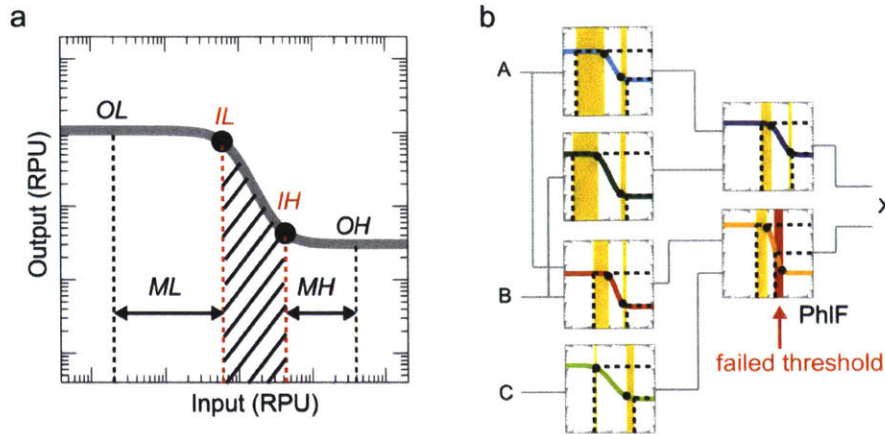 a
OL
IL
IH
OH
ML
MH
Output (RPU)
Input (RPU)
b
A
B
C
X
PhlF
failed threshold